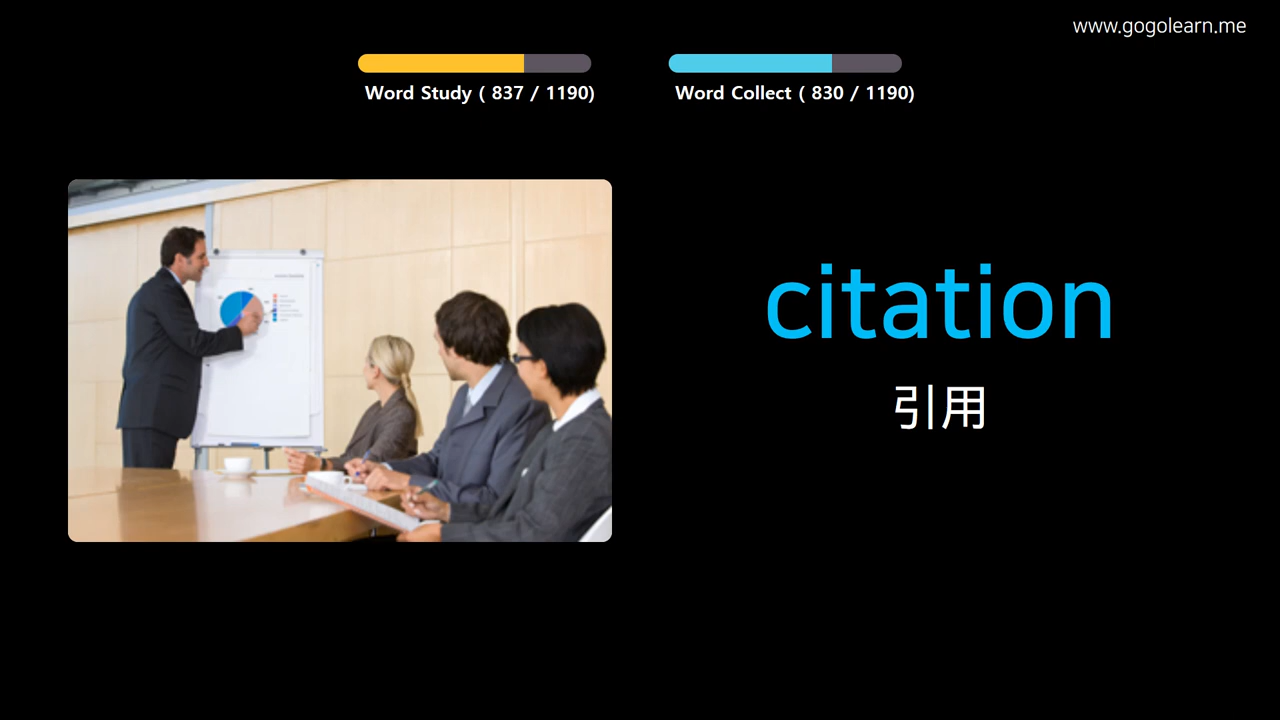 www.gogolearn.me
Word Study ( 837 / 1190)
Word Collect ( 830 / 1190)
citation
引用